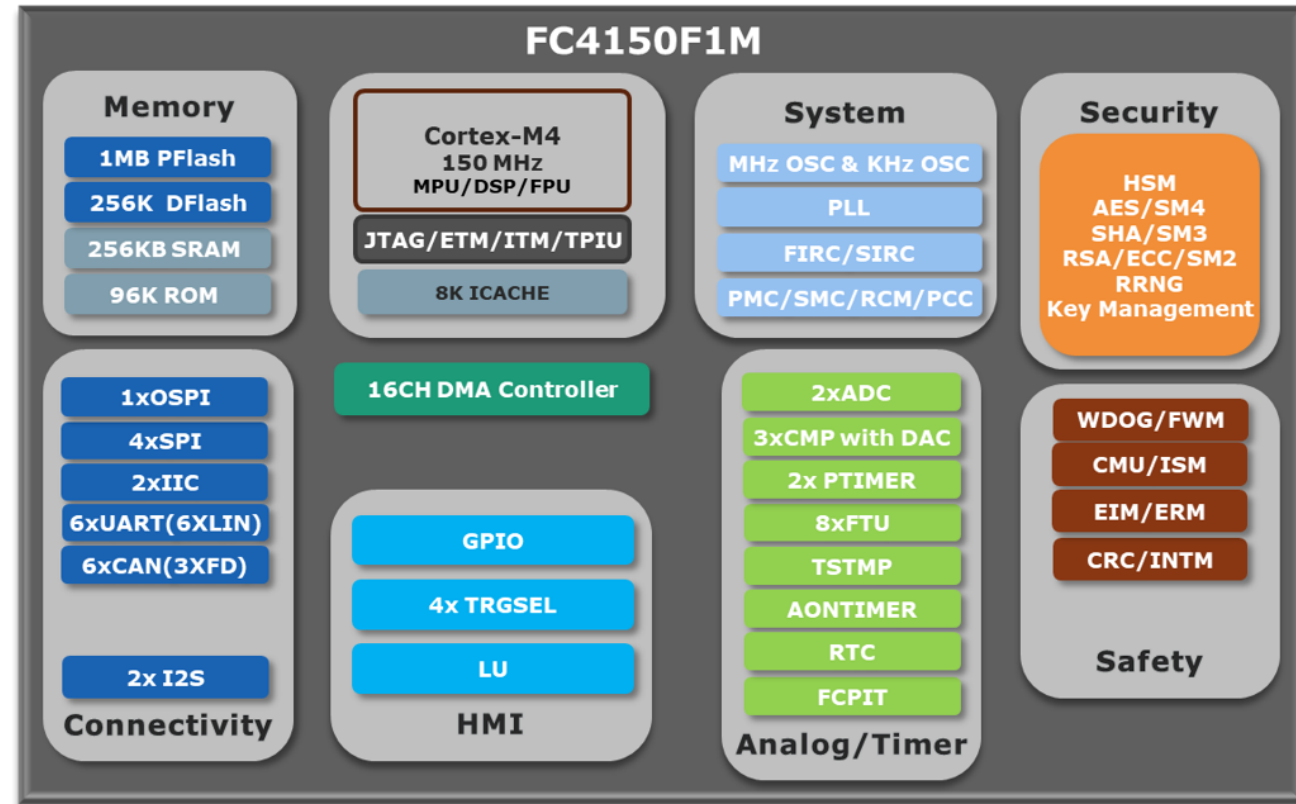 FC4150F1M
Memory
1MB PFlash
256K DFlash
256KB SRAM
96K ROM
Cortex-M4
150 MHz
MPU/DSP/FPU
JTAG/ETM/ITM/TPIU
8K ICACHE
System
MHz OSC & KHz OSC
PLL
FIRC/SIRC
PMC/SMC/RCM/PCC
Security
HSM
AES/SM4
SHA/SM3
RSA/ECC/SM2
RRNG
Key Management
1xOSPI
4xSPI
2xIIC
6xUART(6XLIN)
6xCAN(3XFD)
2x I2S
Connectivity
16CH DMA Controller
GPIO
4x TRGSEL
LU
HMI
2xADC
3xCMP with DAC
2x PTIMER
8xFTU
TSTMP
AONTIMER
RTC
FCPIT
Analog/Timer
WDOG/FWM
CMU/ISM
EIM/ERM
CRC/INTM
Safety